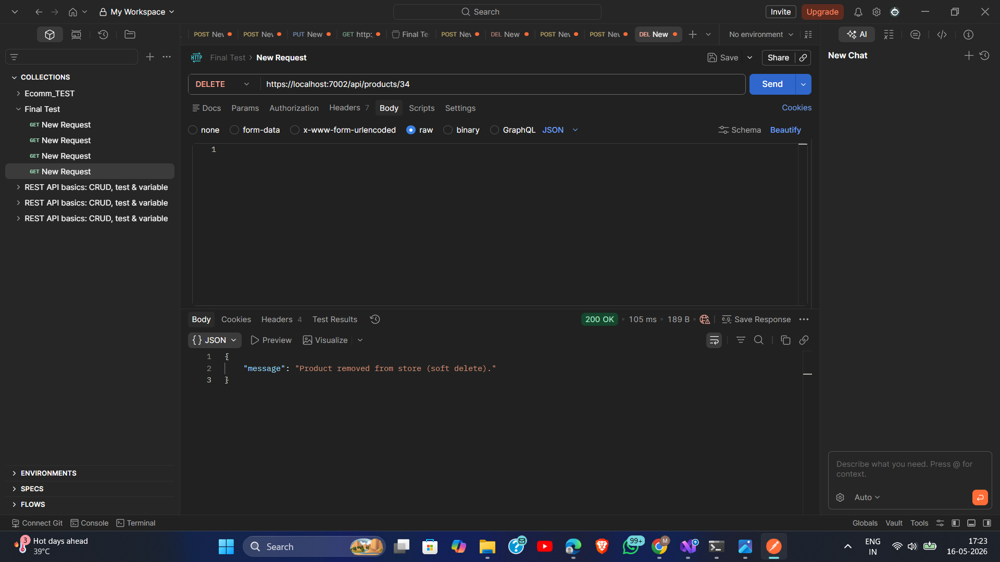 My Workspace
Search
Invite
Upgrade
POST Nev
POST Nev
PUT New
GET http:
Final Te
POST Nev
DEL New
POST Nev
POST Nev
DEL New
No environment
AI
COLLECTIONS
Ecomm_TEST
Final Test
GET New Request
GET New Request
GET New Request
GET New Request
REST API basics: CRUD, test & variable
REST API basics: CRUD, test & variable
REST API basics: CRUD, test & variable
ENVIRONMENTS
SPECS
FLOWS
HTTP Final Test > New Request
Save
Share
DELETE
https://localhost:7002/api/products/34
Send
Docs
Params
Authorization
Headers 7
Body
Scripts
Settings
Cookies
none
form-data
x-www-form-urlencoded
raw
binary
GraphQL
JSON
Schema
Beautify
1
Body
Cookies
Headers 4
Test Results
200 OK • 105 ms • 189 B
e.g. Save Response
{} JSON
Preview
Visualize
1 {
2 "message": "Product removed from store (soft delete)."
3 }
New Chat
Describe what you need. Press @ for
context.
Auto
Connect Git
Console
Terminal
Globals
Vault
Tools
3
Hot days ahead
39°C
Search
99+
M
ENG
IN
17:23
16-05-2026